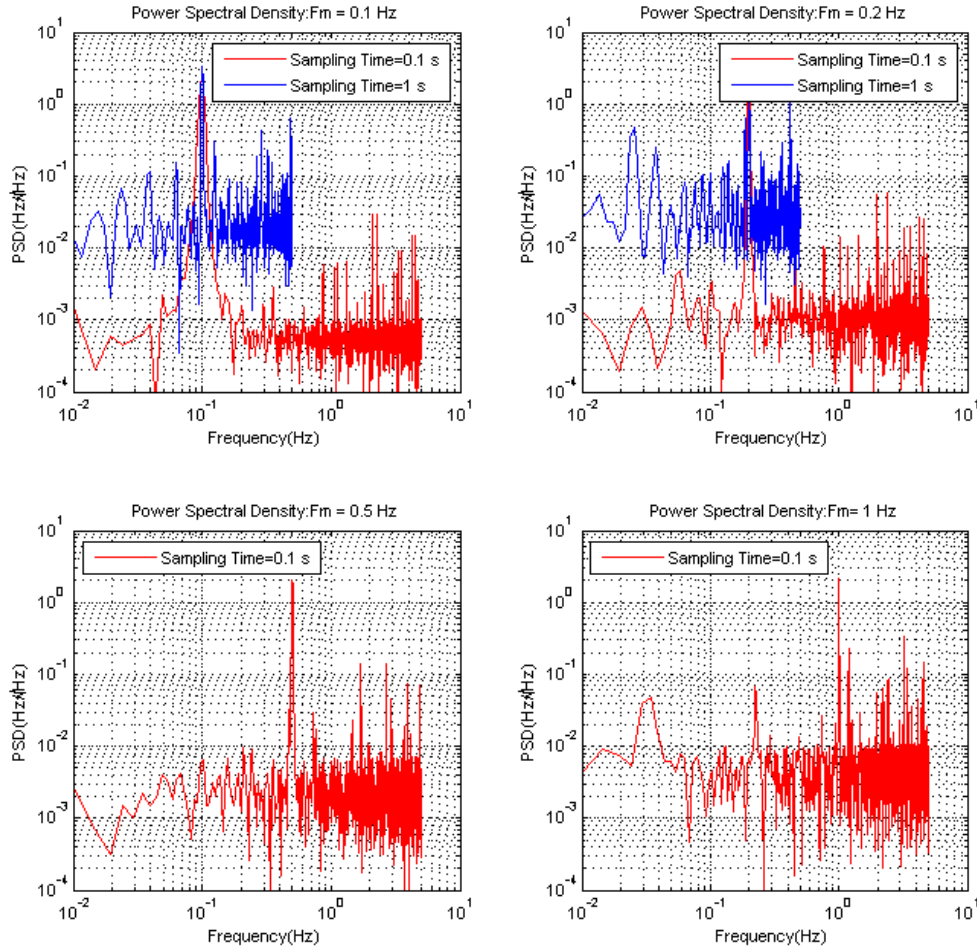 Power Spectral Density:Fm = 0.1 Hz
10^1
10^0
10^-1
10^-2
10^-3
10^-4
PSD(Hz/√Hz)
Sampling Time=0.1 s
Sampling Time=1 s
10^-2
10^-1
10^0
10^1
Frequency(Hz)
Power Spectral Density:Fm = 0.2 Hz
10^1
10^0
10^-1
10^-2
10^-3
10^-4
PSD(Hz/√Hz)
Sampling Time=0.1 s
Sampling Time=1 s
10^-2
10^-1
10^0
10^1
Frequency(Hz)
Power Spectral Density:Fm = 0.5 Hz
10^1
10^0
10^-1
10^-2
10^-3
10^-4
PSD(Hz/√Hz)
Sampling Time=0.1 s
10^-2
10^-1
10^0
10^1
Frequency(Hz)
Power Spectral Density:Fm= 1 Hz
10^1
10^0
10^-1
10^-2
10^-3
10^-4
PSD(Hz/√Hz)
Sampling Time=0.1 s
10^-2
10^-1
10^0
10^1
Frequency(Hz)